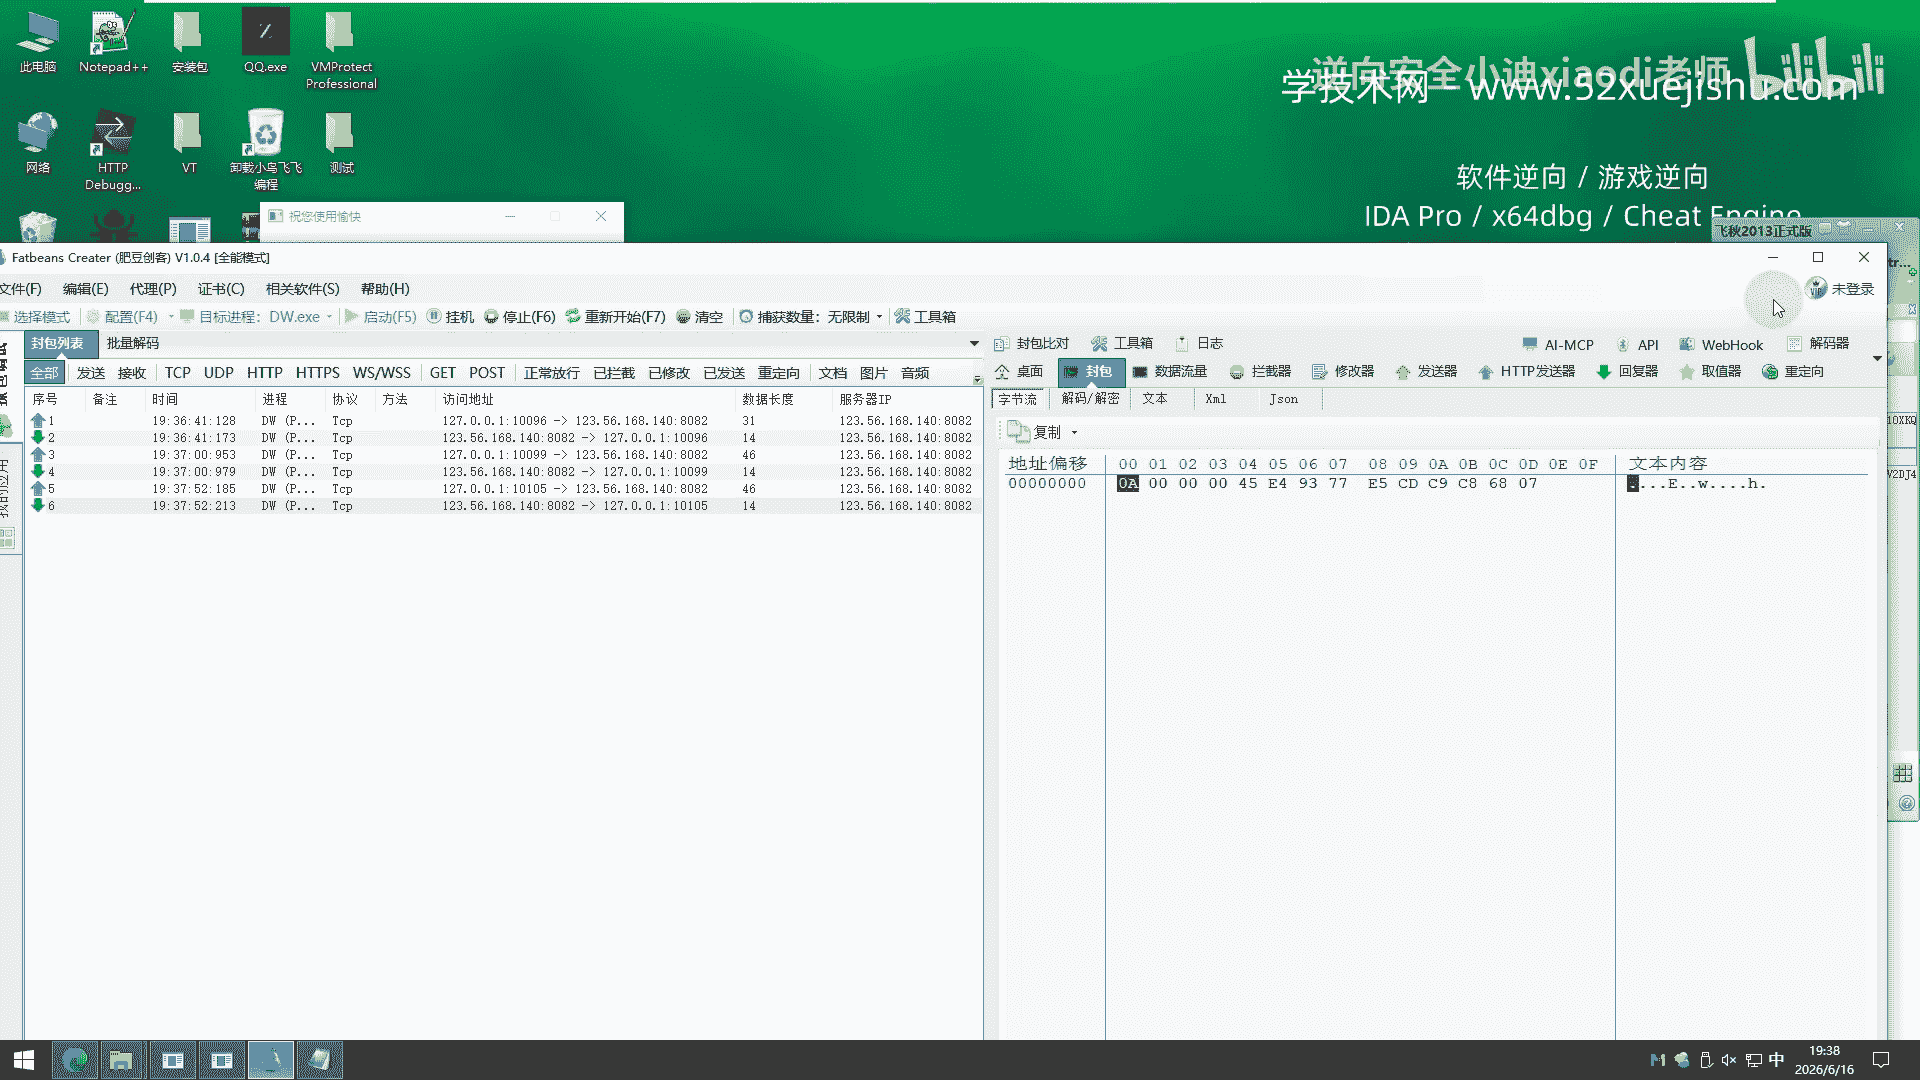 此电脑
Notepad++
安装包
QQ.exe
VMProtect
Professional
网络
HTTP
Debugg...
VT
卸载小鸟飞飞
编程
测试
逆向安全小迪xiaodi老师
bilibili
学技术网 - www.52xuejishu.com
软件逆向 / 游戏逆向
IDA Pro / x64dbg / Cheat Engine
飞秋2013正式版
祝您使用愉快
Fatbeans Creater (肥豆创客) V1.0.4 [全能模式]
文件(F) 编辑(E) 代理(P) 证书(C) 相关软件(S) 帮助(H)
未登录
选择模式 配置(F4) 目标进程: DW.exe 启动(F5) 挂机 停止(F6) 重新开始(F7) 清空 捕获数量: 无限制 工具箱
封包列表 批量解码
全部 发送 接收 TCP UDP HTTP HTTPS WS/WSS GET POST 正常放行 已拦截 已修改 已发送 重定向 文档 图片 音频
序号 备注 时间 进程 协议 方法 访问地址 数据长度 服务器IP
1 19:36:41:128 DW (P... Tcp 127.0.0.1:10096 -> 123.56.168.140:8082 31 123.56.168.140:8082
2 19:36:41:173 DW (P... Tcp 123.56.168.140:8082 -> 127.0.0.1:10096 14 123.56.168.140:8082
3 19:37:00:953 DW (P... Tcp 127.0.0.1:10099 -> 123.56.168.140:8082 46 123.56.168.140:8082
4 19:37:00:979 DW (P... Tcp 123.56.168.140:8082 -> 127.0.0.1:10099 14 123.56.168.140:8082
5 19:37:52:185 DW (P... Tcp 127.0.0.1:10105 -> 123.56.168.140:8082 46 123.56.168.140:8082
6 19:37:52:213 DW (P... Tcp 123.56.168.140:8082 -> 127.0.0.1:10105 14 123.56.168.140:8082
封包比对 工具箱 日志 AI-MCP API WebHook 解码器
桌面 封包 数据流量 拦截器 修改器 发送器 HTTP发送器 回复器 取值器 重定向
字节流 解码/解密 文本 Xml Json
复制
地址偏移 00 01 02 03 04 05 06 07 08 09 0A 0B 0C 0D 0E 0F 文本内容
00000000 0A 00 00 00 45 E4 93 77 E5 CD C9 C8 68 07 ....E..w....h.
中
19:38
2026/6/16